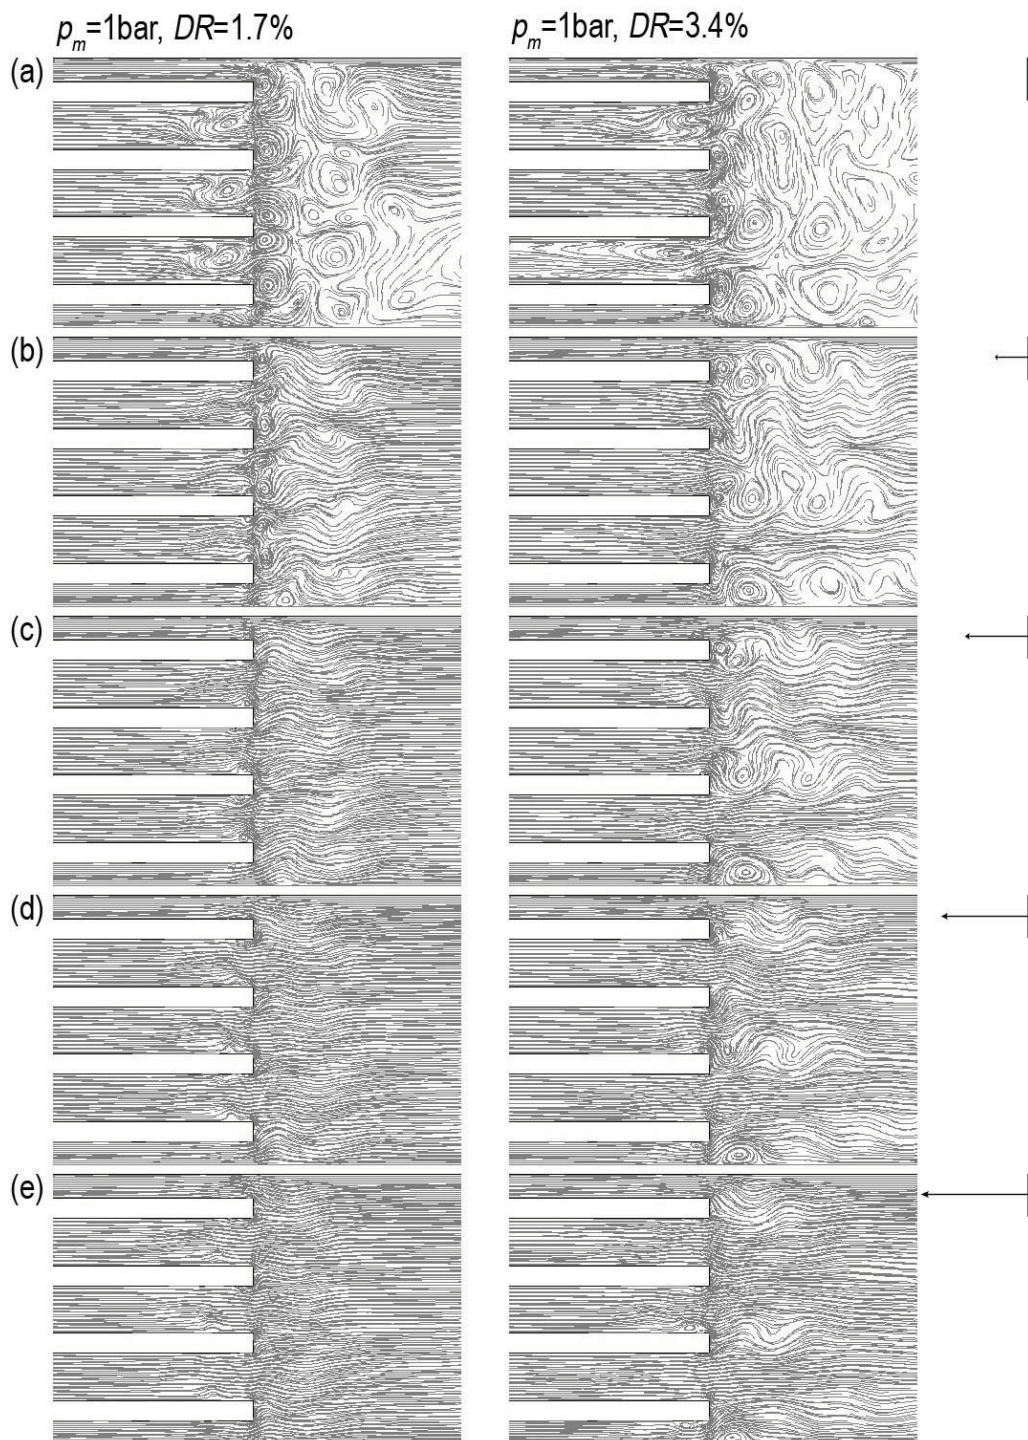 p_m=1bar, DR=1.7% p_m=1bar, DR=3.4%
(a)
(b)
(c)
(d)
(e)